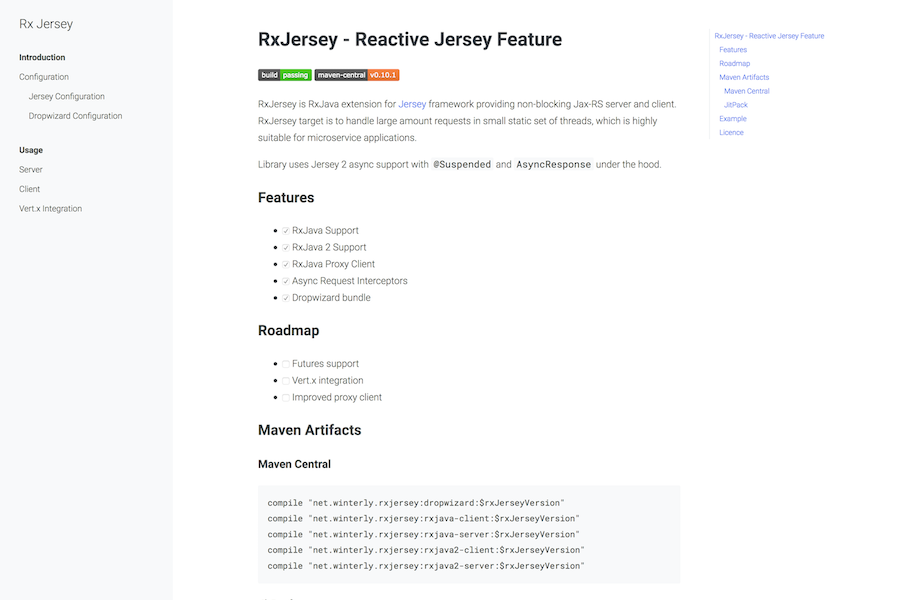 Rx Jersey
Introduction
Configuration
Jersey Configuration
Dropwizard Configuration
Usage
Server
Client
Vert.x Integration
RxJersey - Reactive Jersey Feature
build passing maven-central v0.10.1
RxJersey is RxJava extension for Jersey framework providing non-blocking Jax-RS server and client.
RxJersey target is to handle large amount requests in small static set of threads, which is highly
suitable for microservice applications.
Library uses Jersey 2 async support with @Suspended and AsyncResponse under the hood.
Features
RxJava Support
RxJava 2 Support
RxJava Proxy Client
Async Request Interceptors
Dropwizard bundle
Roadmap
Futures support
Vert.x integration
Improved proxy client
Maven Artifacts
Maven Central
compile "net.winterly.rxjersey:dropwizard:$rxJerseyVersion"
compile "net.winterly.rxjersey:rxjava-client:$rxJerseyVersion"
compile "net.winterly.rxjersey:rxjava-server:$rxJerseyVersion"
compile "net.winterly.rxjersey:rxjava2-client:$rxJerseyVersion"
compile "net.winterly.rxjersey:rxjava2-server:$rxJerseyVersion"
RxJersey - Reactive Jersey Feature
Features
Roadmap
Maven Artifacts
Maven Central
JitPack
Example
Licence